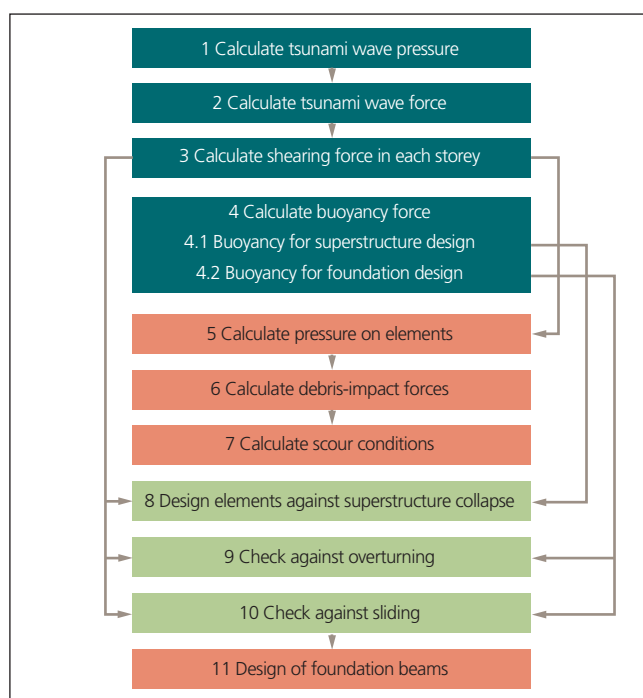 1 Calculate tsunami wave pressure
2 Calculate tsunami wave force
3 Calculate shearing force in each storey
4 Calculate buoyancy force
4.1 Buoyancy for superstructure design
4.2 Buoyancy for foundation design
5 Calculate pressure on elements
6 Calculate debris-impact forces
7 Calculate scour conditions
8 Design elements against superstructure collapse
9 Check against overturning
10 Check against sliding
11 Design of foundation beams